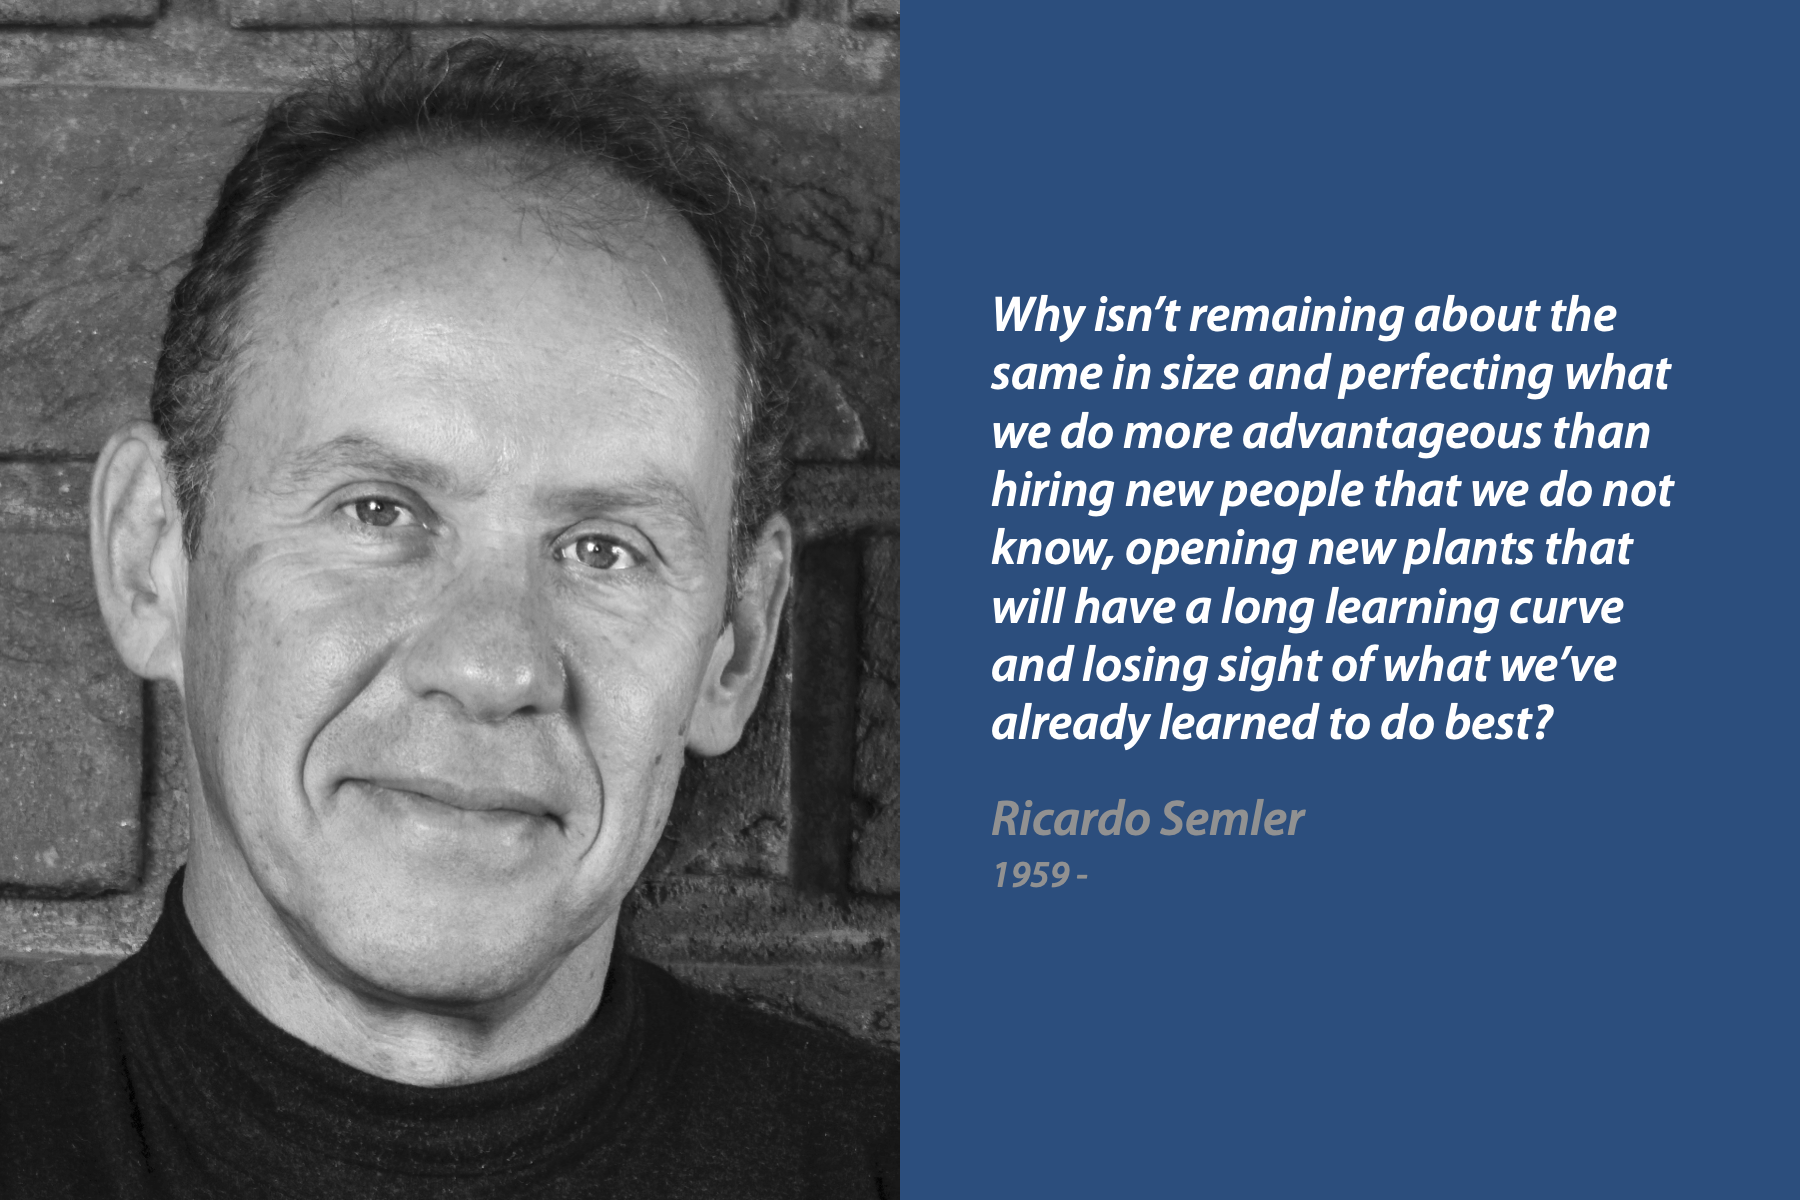 Why isn’t remaining about the
same in size and perfecting what
we do more advantageous than
hiring new people that we do not
know, opening new plants that
will have a long learning curve
and losing sight of what we’ve
already learned to do best?
Ricardo Semler
1959 -